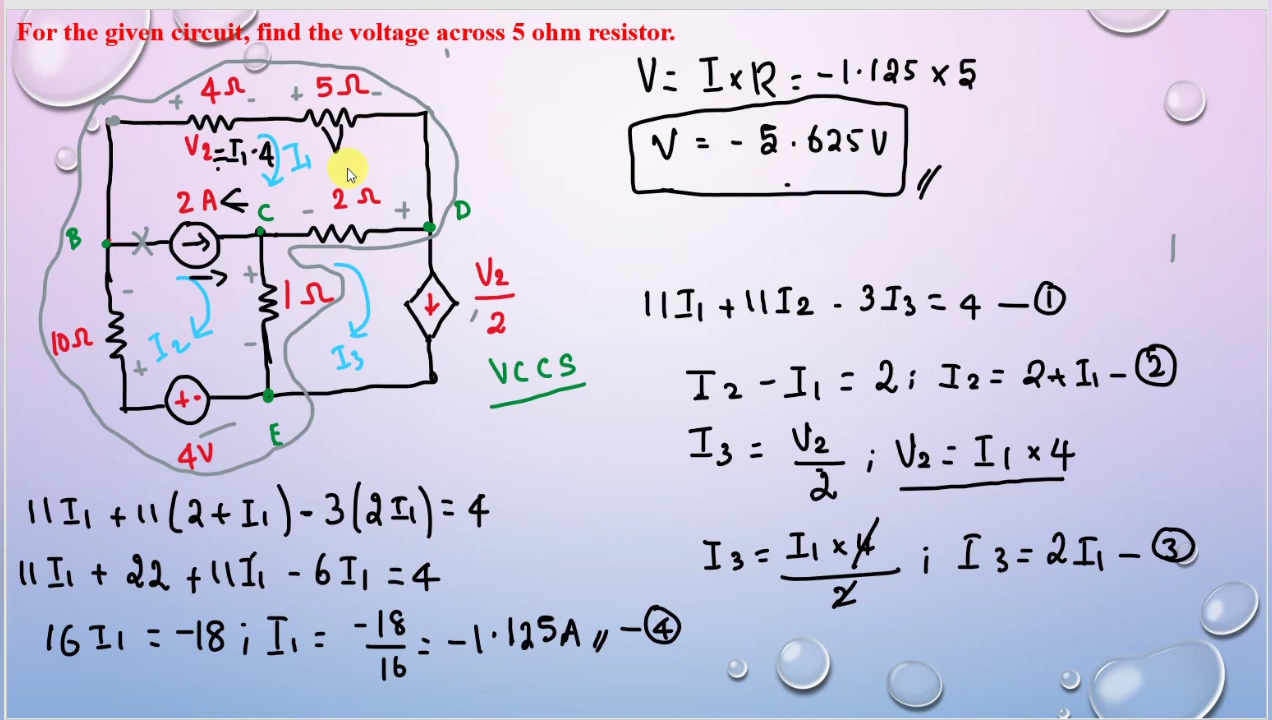 For the given circuit, find the voltage across 5 ohm resistor.
4Ω 5Ω
+ - + -
V2 = I1·4 I1 V
2A < C - 2Ω + D
B
+ 1Ω V2/2
- 10Ω + I2 - I3
VCCS
+ -
4V E
V = I × R = -1.125 × 5
V = - 5.625V //
11I1 + 11I2 - 3I3 = 4 — ①
I2 - I1 = 2 ; I2 = 2 + I1 - ②
I3 = V2/2 ; V2 = I1 × 4
I3 = I1 × 4/2 ; I3 = 2I1 - ③
11I1 + 11(2 + I1) - 3(2I1) = 4
11I1 + 22 + 11I1 - 6I1 = 4
16I1 = -18 ; I1 = -18/16 = -1.125A // - ④